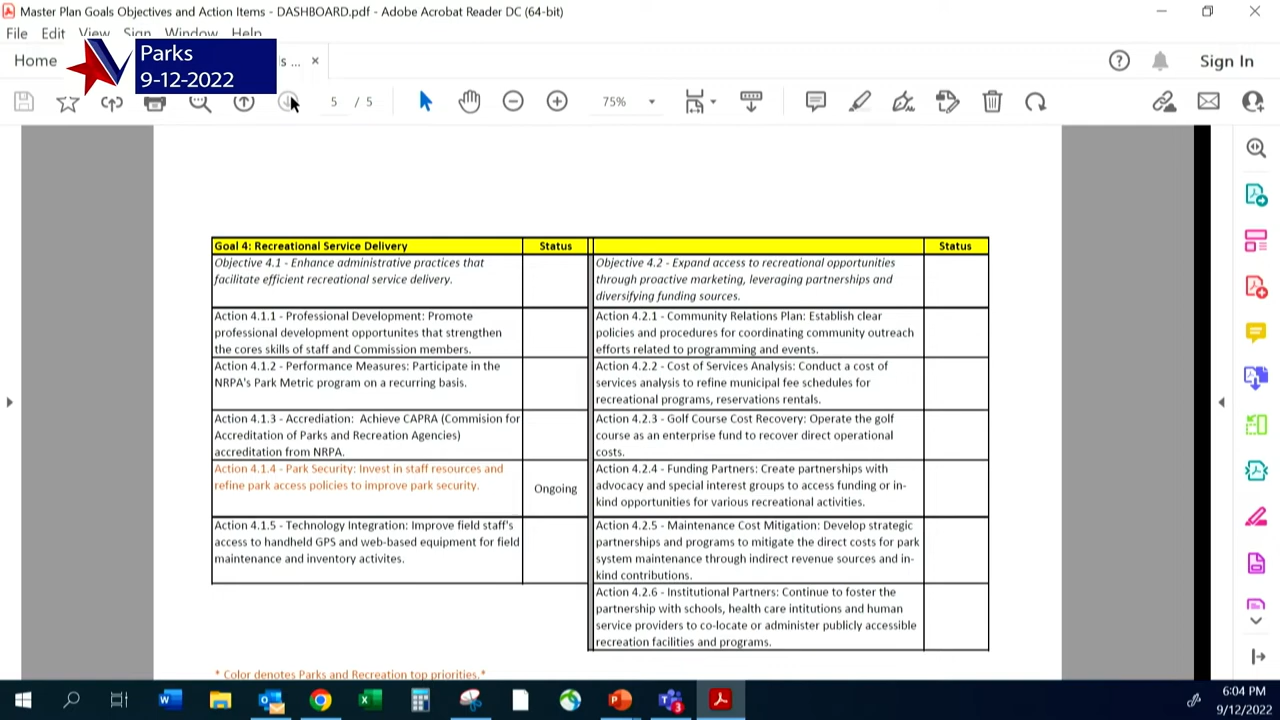 Master Plan Goals Objectives and Action Items - DASHBOARD.pdf - Adobe Acrobat Reader DC (64-bit)
File Edit View Sign Window Help
Home
Parks
9-12-2022
s ...
Sign In
5 / 5
75%
Goal 4: Recreational Service Delivery
Status
Status
Objective 4.1 - Enhance administrative practices that
facilitate efficient recreational service delivery.
Objective 4.2 - Expand access to recreational opportunities
through proactive marketing, leveraging partnerships and
diversifying funding sources.
Action 4.1.1 - Professional Development: Promote
professional development opportunites that strengthen
the cores skills of staff and Commission members.
Action 4.2.1 - Community Relations Plan: Establish clear
policies and procedures for coordinating community outreach
efforts related to programming and events.
Action 4.1.2 - Performance Measures: Participate in the
NRPA's Park Metric program on a recurring basis.
Action 4.2.2 - Cost of Services Analysis: Conduct a cost of
services analysis to refine municipal fee schedules for
recreational programs, reservations rentals.
Action 4.1.3 - Accrediation: Achieve CAPRA (Commision for
Accreditation of Parks and Recreation Agencies)
accreditation from NRPA.
Action 4.2.3 - Golf Course Cost Recovery: Operate the golf
course as an enterprise fund to recover direct operational
costs.
Action 4.1.4 - Park Security: Invest in staff resources and
refine park access policies to improve park security.
Ongoing
Action 4.2.4 - Funding Partners: Create partnerships with
advocacy and special interest groups to access funding or in-
kind opportunities for various recreational activities.
Action 4.1.5 - Technology Integration: Improve field staff's
access to handheld GPS and web-based equipment for field
maintenance and inventory activites.
Action 4.2.5 - Maintenance Cost Mitigation: Develop strategic
partnerships and programs to mitigate the direct costs for park
system maintenance through indirect revenue sources and in-
kind contributions.
Action 4.2.6 - Institutional Partners: Continue to foster the
partnership with schools, health care intitutions and human
service providers to co-locate or administer publicly accessible
recreation facilities and programs.
* Color denotes Parks and Recreation top priorities.*
6:04 PM
9/12/2022